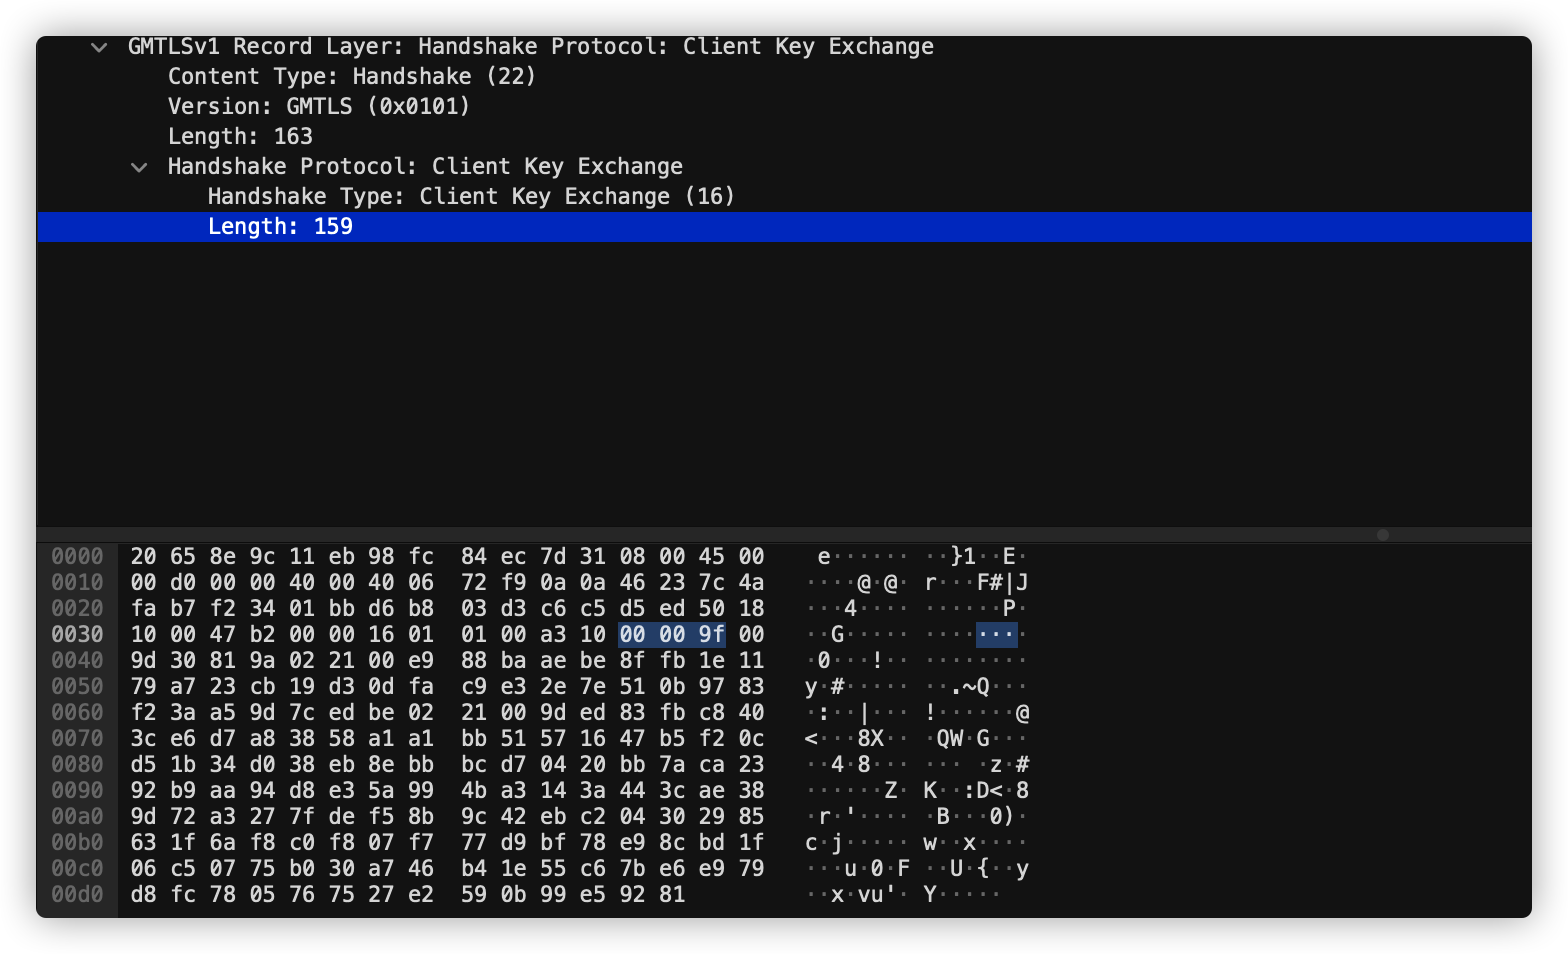 GMTLSv1 Record Layer: Handshake Protocol: Client Key Exchange
Content Type: Handshake (22)
Version: GMTLS (0x0101)
Length: 163
Handshake Protocol: Client Key Exchange
Handshake Type: Client Key Exchange (16)
Length: 159
0000 20 65 8e 9c 11 eb 98 fc 84 ec 7d 31 08 00 45 00  e······ ··}1··E·
0010 00 d0 00 00 40 00 40 06 72 f9 0a 0a 46 23 7c 4a ····@·@· r···F#|J
0020 fa b7 f2 34 01 bb d6 b8 03 d3 c6 c5 d5 ed 50 18 ···4···· ······P·
0030 10 00 47 b2 00 00 16 01 01 00 a3 10 00 00 9f 00 ··G····· ········
0040 9d 30 81 9a 02 21 00 e9 88 ba ae be 8f fb 1e 11 ·0···!·· ········
0050 79 a7 23 cb 19 d3 0d fa c9 e3 2e 7e 51 0b 97 83 y·#····· ··.~Q···
0060 f2 3a a5 9d 7c ed be 02 21 00 9d ed 83 fb c8 40 ·:··|··· !······@
0070 3c e6 d7 a8 38 58 a1 a1 bb 51 57 16 47 b5 f2 0c <···8X·· ·QW·G···
0080 d5 1b 34 d0 38 eb 8e bb bc d7 04 20 bb 7a ca 23 ··4·8··· ··· ·z·#
0090 92 b9 aa 94 d8 e3 5a 99 4b a3 14 3a 44 3c ae 38 ······Z· K··:D<·8
00a0 9d 72 a3 27 7f de f5 8b 9c 42 eb c2 04 30 29 85 ·r·'···· ·B···0)·
00b0 63 1f 6a f8 c0 f8 07 f7 77 d9 bf 78 e9 8c bd 1f c·j····· w··x····
00c0 06 c5 07 75 b0 30 a7 46 b4 1e 55 c6 7b e6 e9 79 ···u·0·F ··U·{··y
00d0 d8 fc 78 05 76 75 27 e2 59 0b 99 e5 92 81 ··x·vu'· Y·····